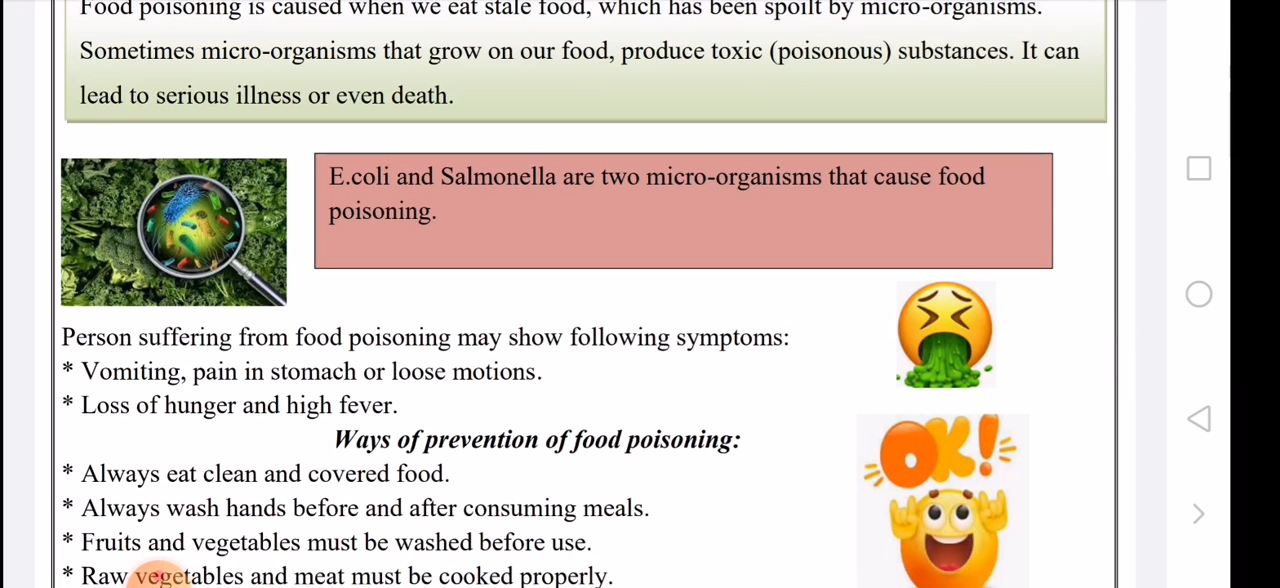 Food poisoning is caused when we eat stale food, which has been spoilt by micro-organisms.
Sometimes micro-organisms that grow on our food, produce toxic (poisonous) substances. It can
lead to serious illness or even death.
E.coli and Salmonella are two micro-organisms that cause food
poisoning.
Person suffering from food poisoning may show following symptoms:
* Vomiting, pain in stomach or loose motions.
* Loss of hunger and high fever.
Ways of prevention of food poisoning:
OK!
* Always eat clean and covered food.
* Always wash hands before and after consuming meals.
* Fruits and vegetables must be washed before use.
* Raw vegetables and meat must be cooked properly.